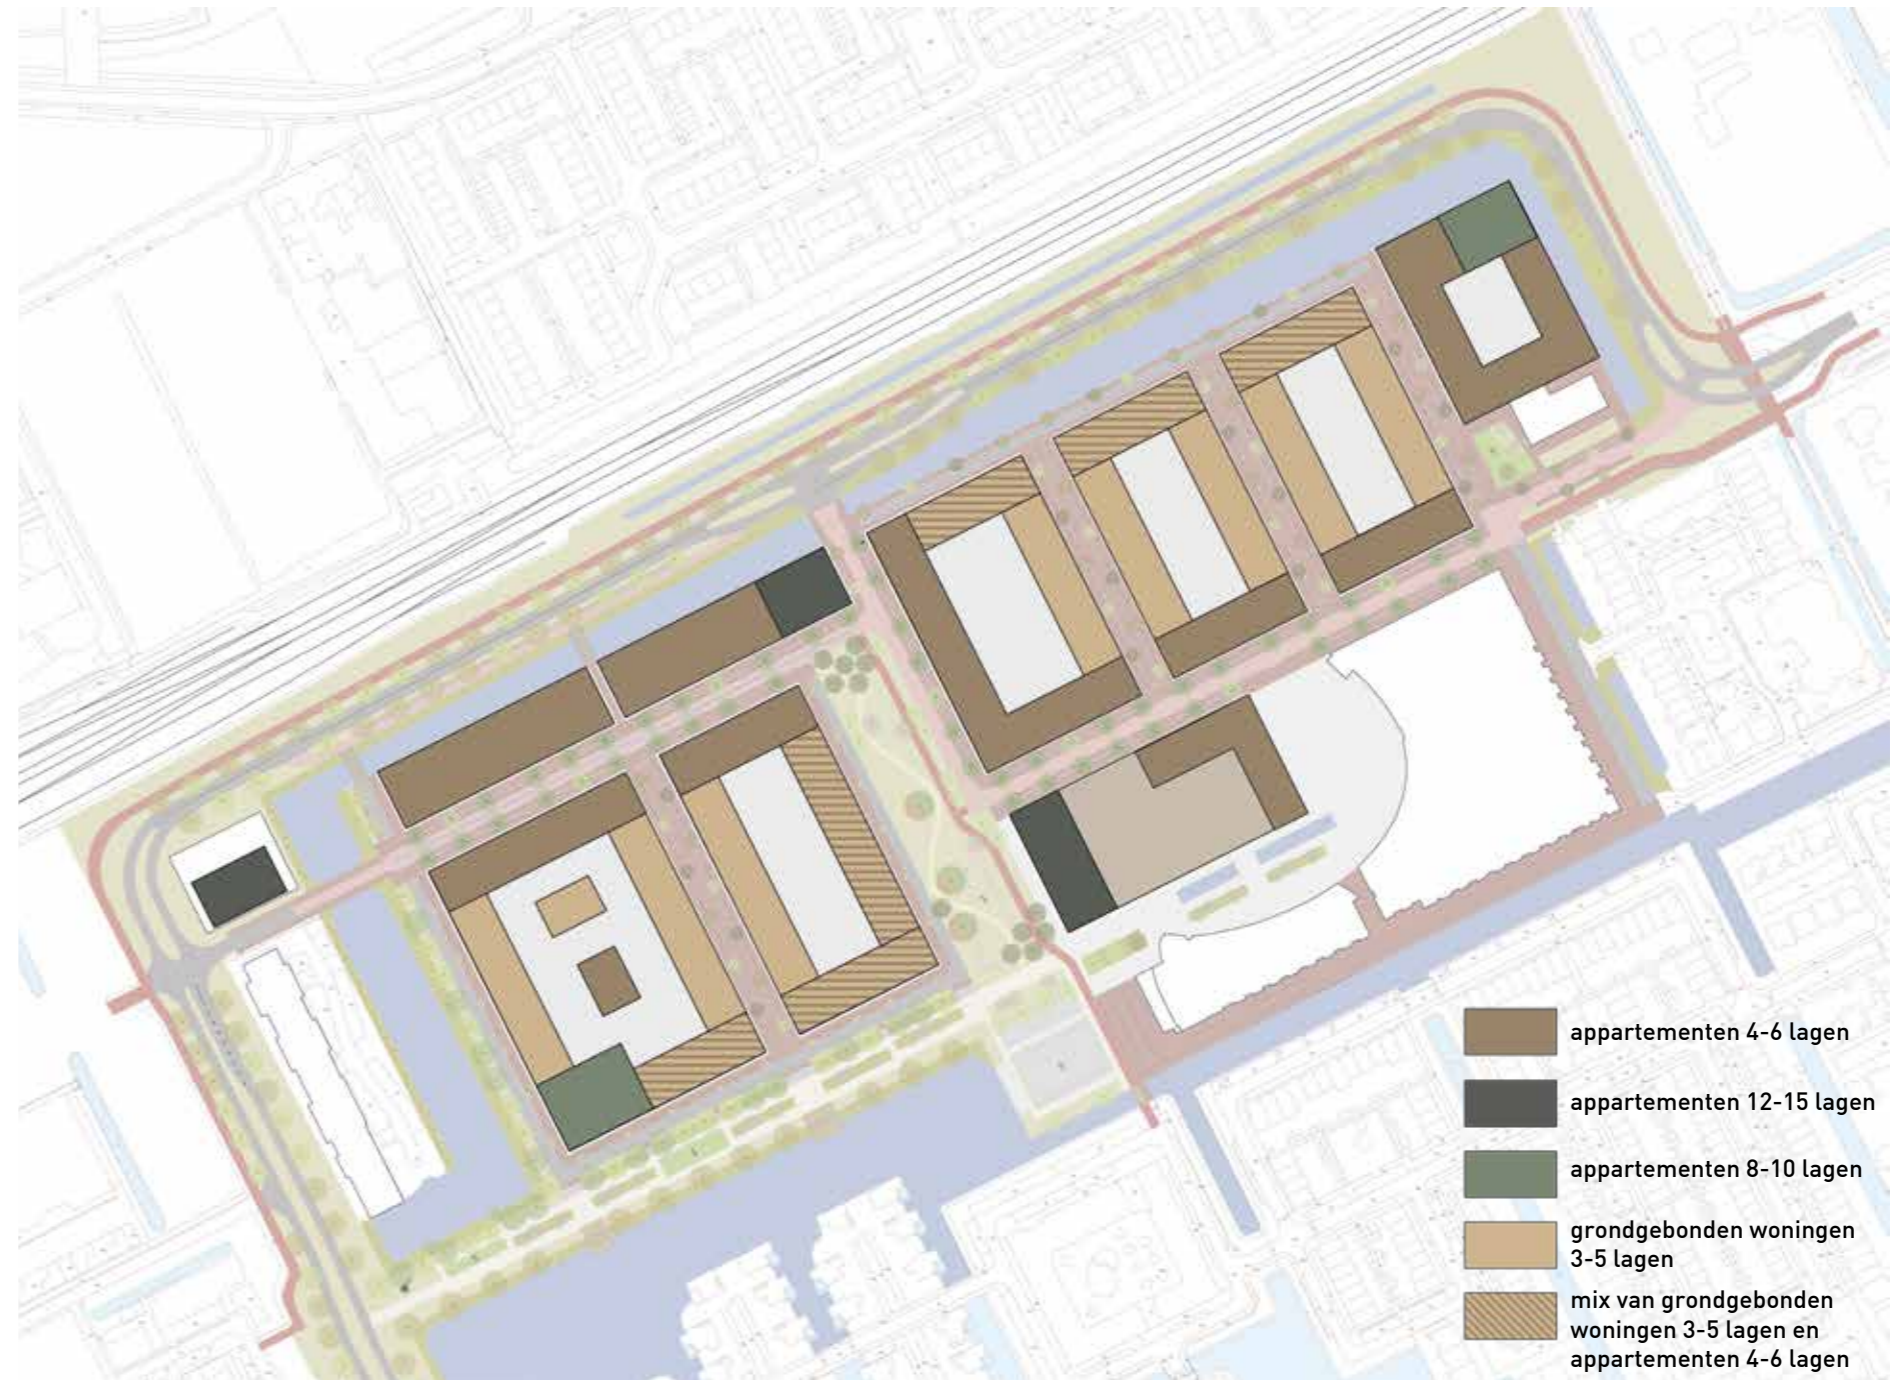 appartementen 4-6 lagen
appartementen 12-15 lagen
appartementen 8-10 lagen
grondgebonden woningen
3-5 lagen
mix van grondgebonden
woningen 3-5 lagen en
appartementen 4-6 lagen